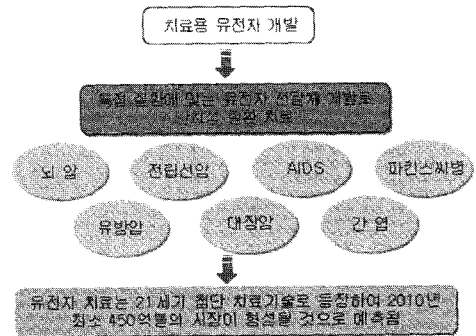 치료용 유전자 개발
특정 질환에 맞는 유전자 전달체 개발로
질환 치료
뇌 암
전립선암
AIDS
파킨스씨병
유방암
대장암
간 염
유전자 치료는 21세기 첨단 치료기술로 등장하여 2010년
최소 450억불의 시장이 형성될 것으로 예측됨